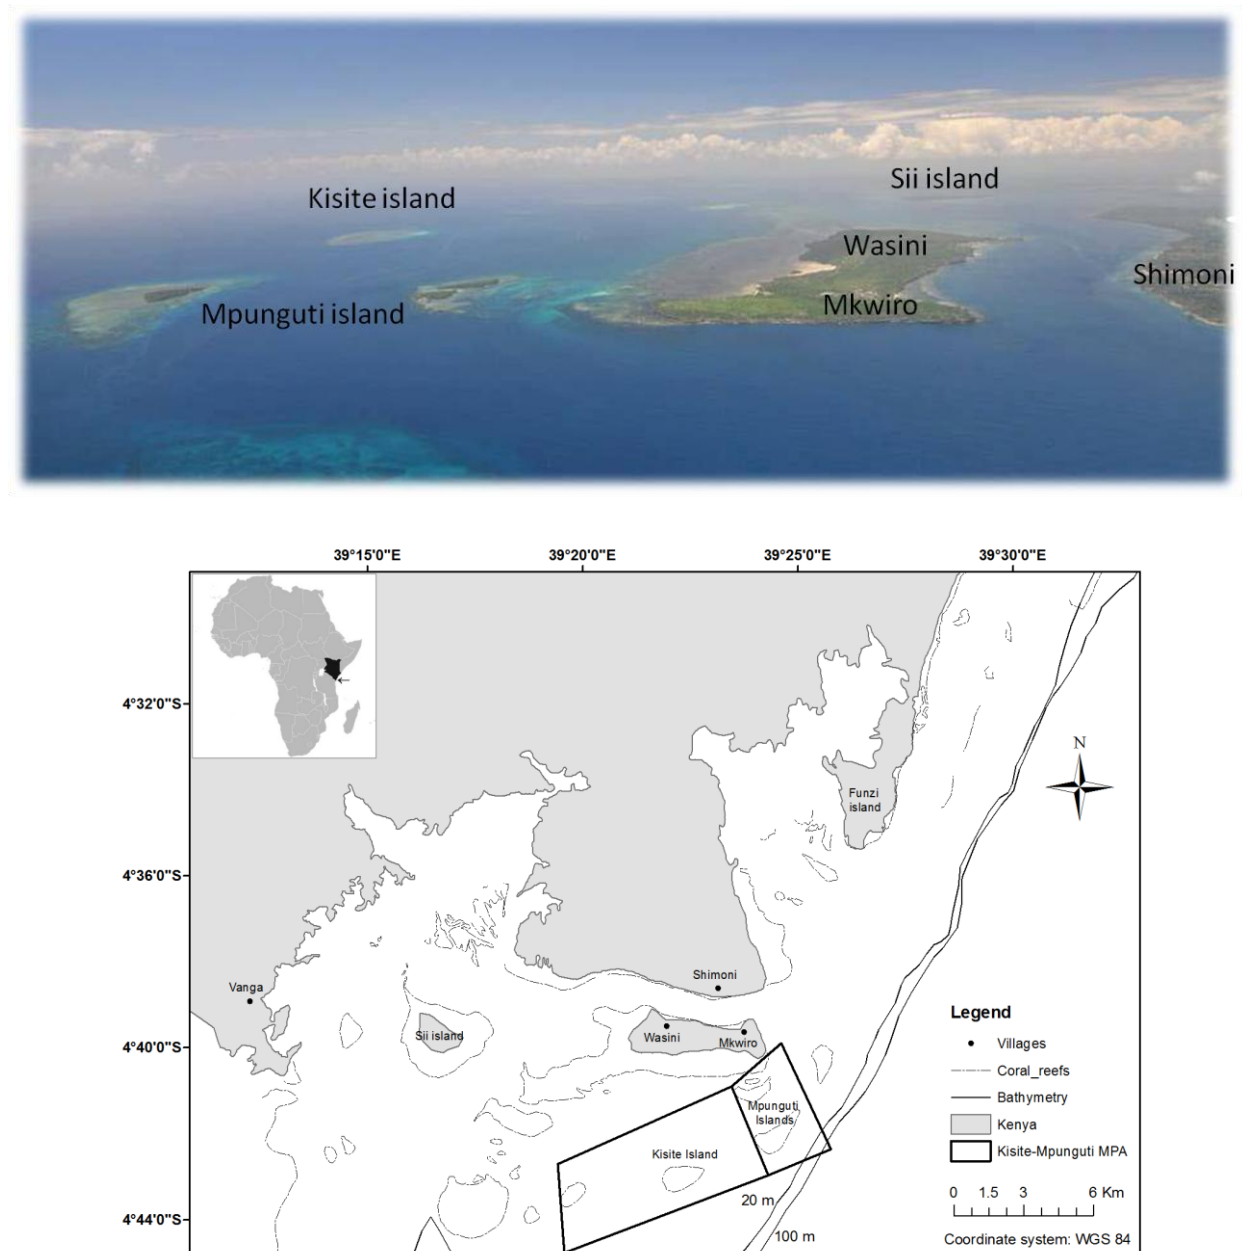 Kisite island
Sii island
Wasini
Shimoni
Mpunguti island
Mkwiro
39°15'0"E
39°20'0"E
39°25'0"E
39°30'0"E
4°32'0"S
N
Funzi
island
4°36'0"S
Shimoni
Vanga
Legend
Sii island
Wasini
Mkwiro
Villages
4°40'0"S
Coral_reefs
Bathymetry
Mpunguti
Islands
Kenya
Kisite Island
Kisite-Mpunguti MPA
20 m
0 1.5 3 6 Km
4°44'0"S
100 m
Coordinate system: WGS 84